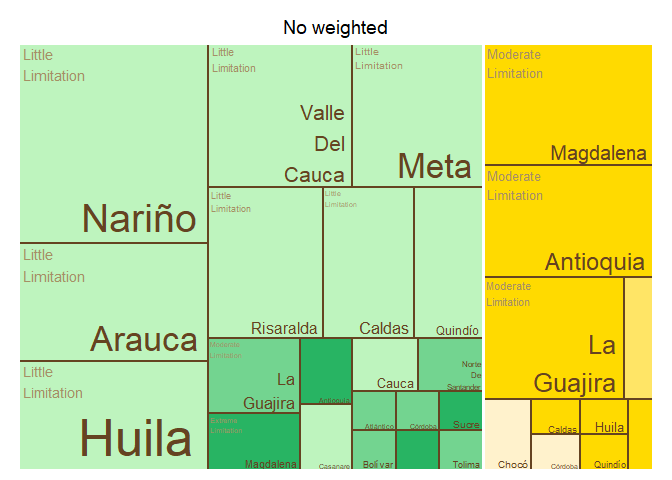 No weighted
Little
Limitation
Nariño
Little
Limitation
Arauca
Little
Limitation
Huila
Little
Limitation
Valle
Del
Cauca
Little
Limitation
Meta
Little
Limitation
Risaralda
Little
Limitation
Caldas
Quindío
Moderate
Limitation
La
Guajira
Extreme
Limitation
Magdalena
Antioquia
Casanare
Cauca
Norte
De
Santander
Atlántico
Córdoba
Sucre
Bolívar
Tolima
Moderate
Limitation
Magdalena
Moderate
Limitation
Antioquia
Moderate
Limitation
La
Guajira
Chocó
Caldas
Huila
Córdoba
Quindío